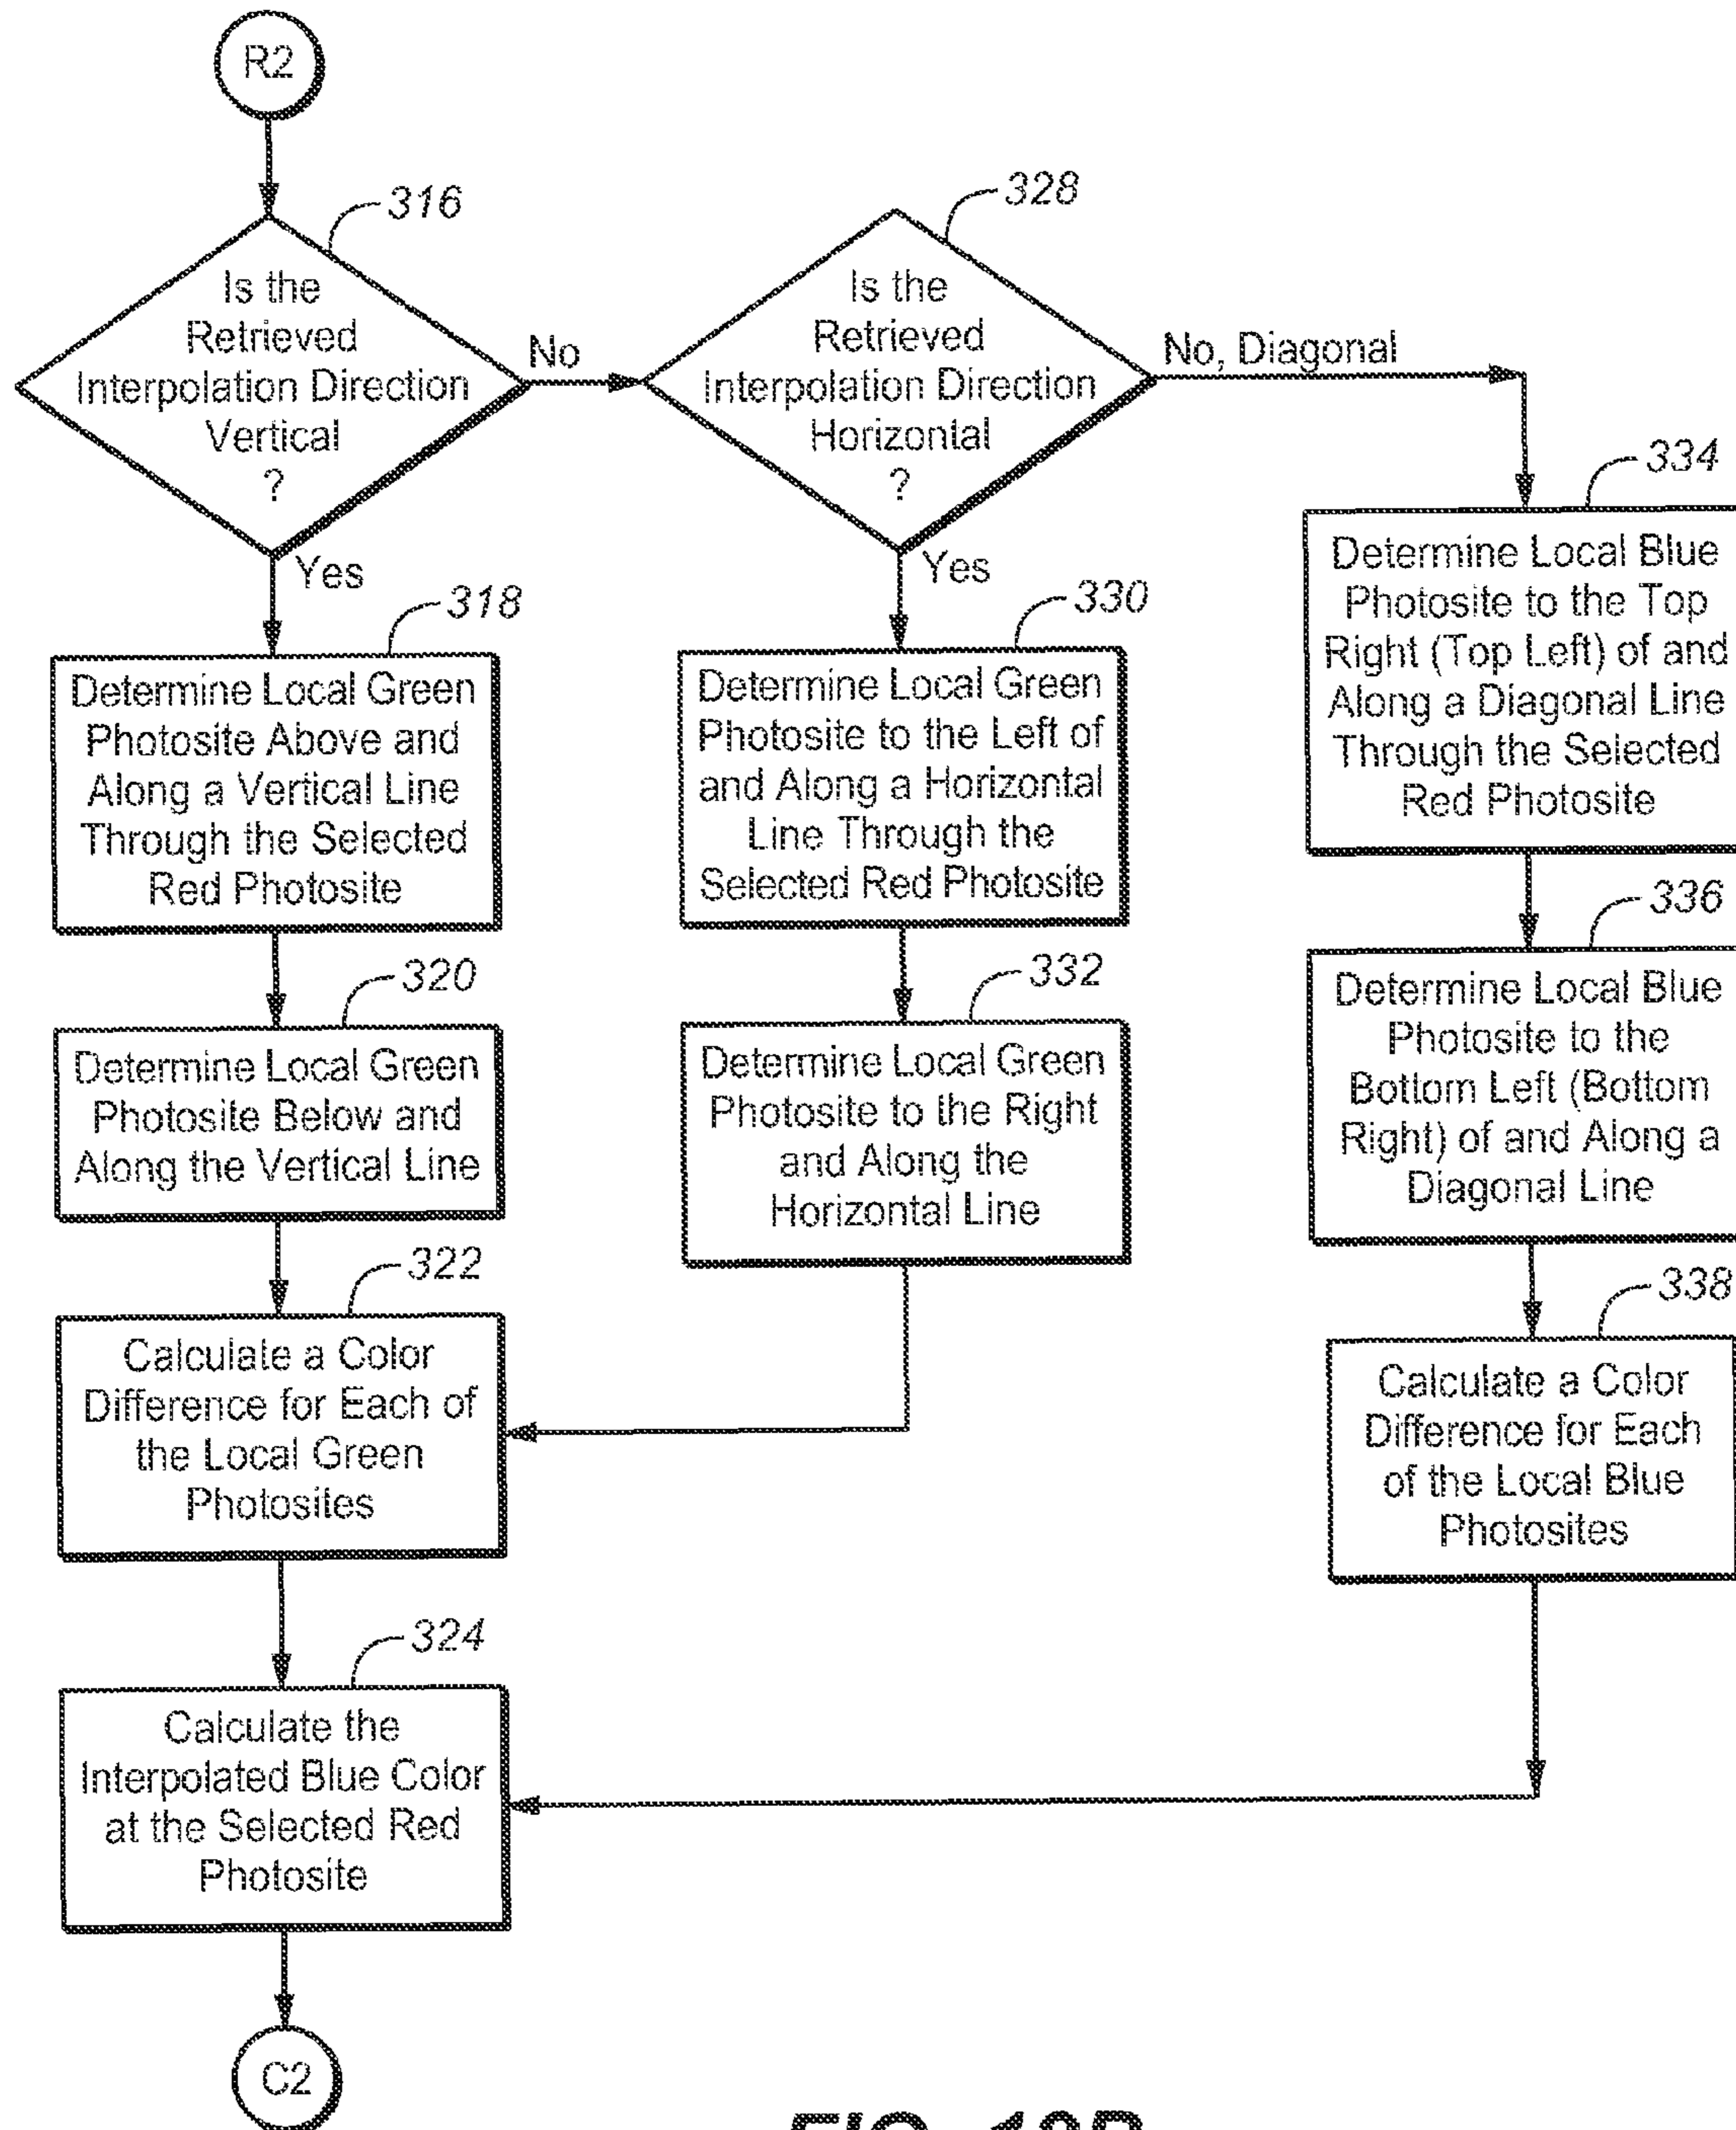 R2
316
Is the
Retrieved
Interpolation Direction
Vertical
?
No
Yes
328
Is the
Retrieved
Interpolation Direction
Horizontal
?
No, Diagonal
Yes
318
Determine Local Green
Photosite Above and
Along a Vertical Line
Through the Selected
Red Photosite
330
Determine Local Green
Photosite to the Left of
and Along a Horizontal
Line Through the
Selected Red Photosite
334
Determine Local Blue
Photosite to the Top
Right (Top Left) of and
Along a Diagonal Line
Through the Selected
Red Photosite
320
Determine Local Green
Photosite Below and
Along the Vertical Line
332
Determine Local Green
Photosite to the Right
and Along the
Horizontal Line
336
Determine Local Blue
Photosite to the
Bottom Left (Bottom
Right) of and Along a
Diagonal Line
322
Calculate a Color
Difference for Each of
the Local Green
Photosites
338
Calculate a Color
Difference for Each
of the Local Blue
Photosites
324
Calculate the
Interpolated Blue Color
at the Selected Red
Photosite
C2